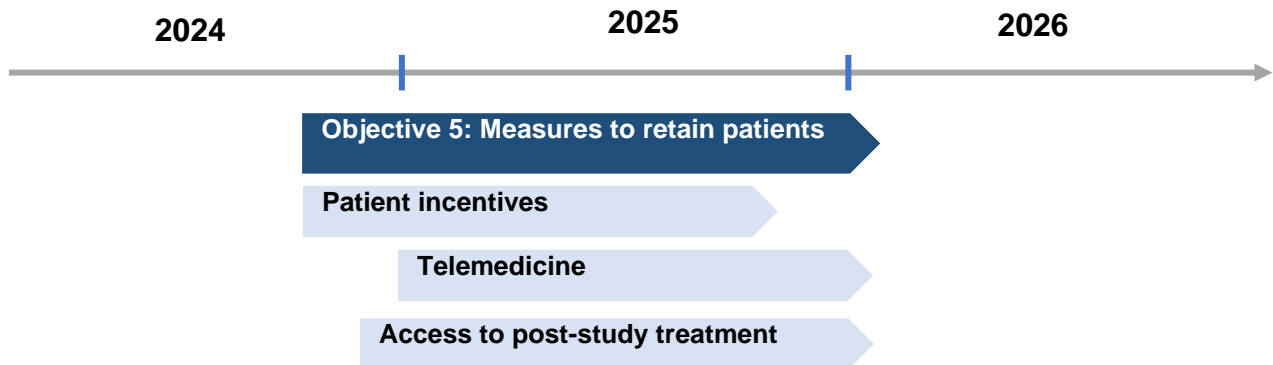 2024 2025 2026
Objective 5: Measures to retain patients
Patient incentives
Telemedicine
Access to post-study treatment